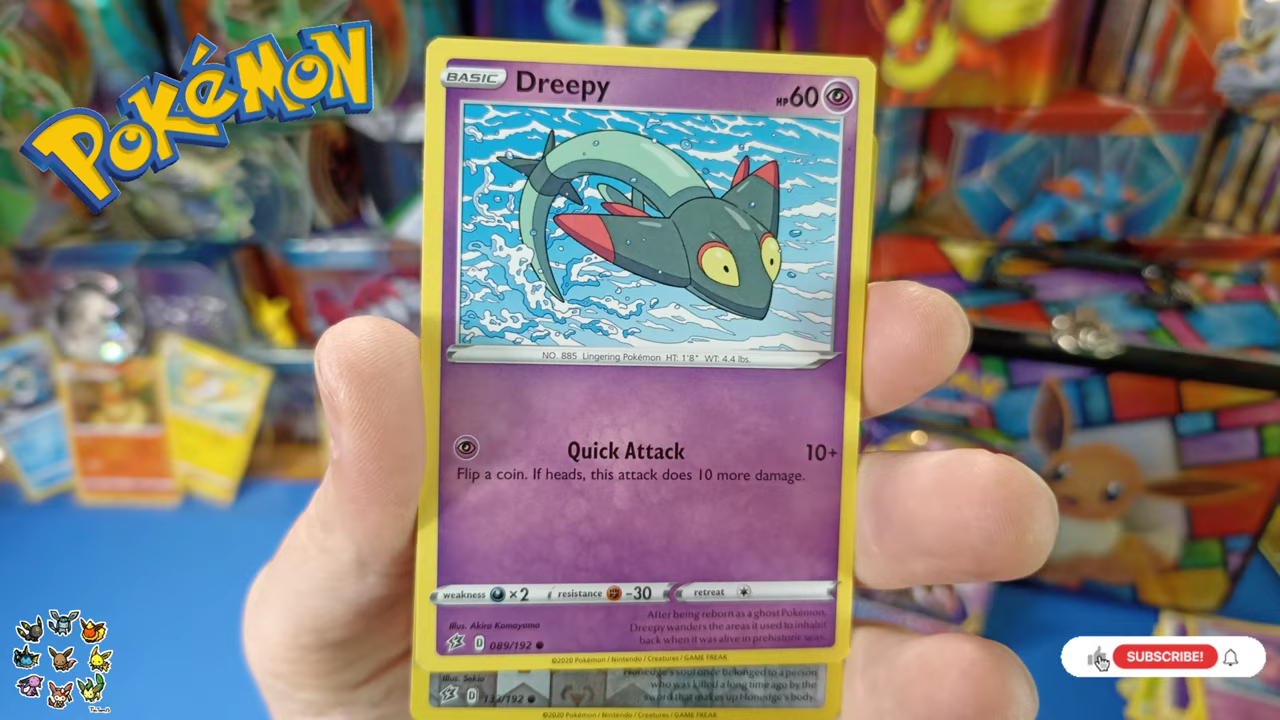 POKéMON
BASIC Dreepy HP60
NO. 885 Lingering Pokémon HT: 1'8" WT: 4.4 lbs.
Quick Attack 10+
Flip a coin. If heads, this attack does 10 more damage.
weakness ×2 resistance -30 retreat
Illus. Akira Komayama
After being reborn as a ghost Pokémon,
Dreepy wanders the areas it used to inhabit
back when it was alive in prehistoric seas.
D 089/192
©2020 Pokémon / Nintendo / Creatures / GAME FREAK
Illus. Sekio
Honedge's soul once belonged to a person
who was killed a long time ago by the
sword that makes up Honedge's body.
D /192
©2020 Pokémon / Nintendo / Creatures / GAME FREAK
SUBSCRIBE!